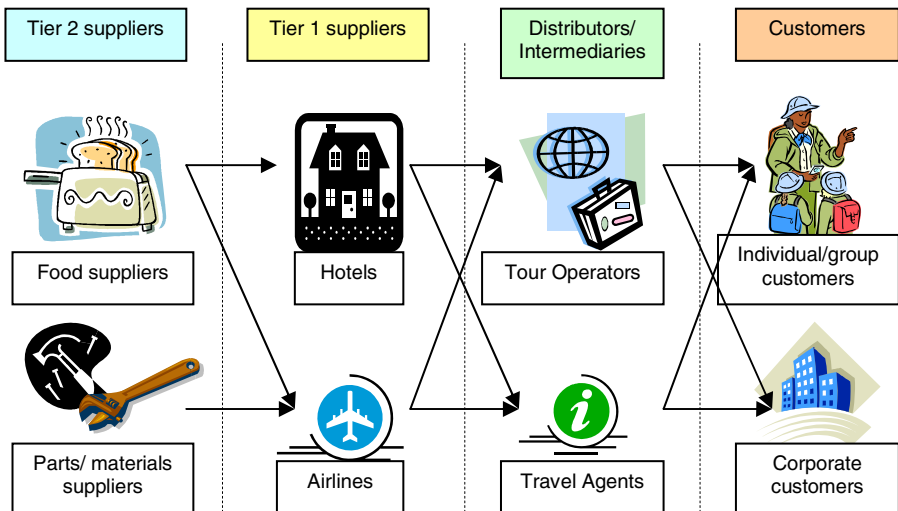 Tier 2 suppliers
Tier 1 suppliers
Distributors/
Intermediaries
Customers
Food suppliers
Hotels
Tour Operators
Individual/group
customers
Parts/ materials
suppliers
Airlines
i
Travel Agents
Corporate
customers